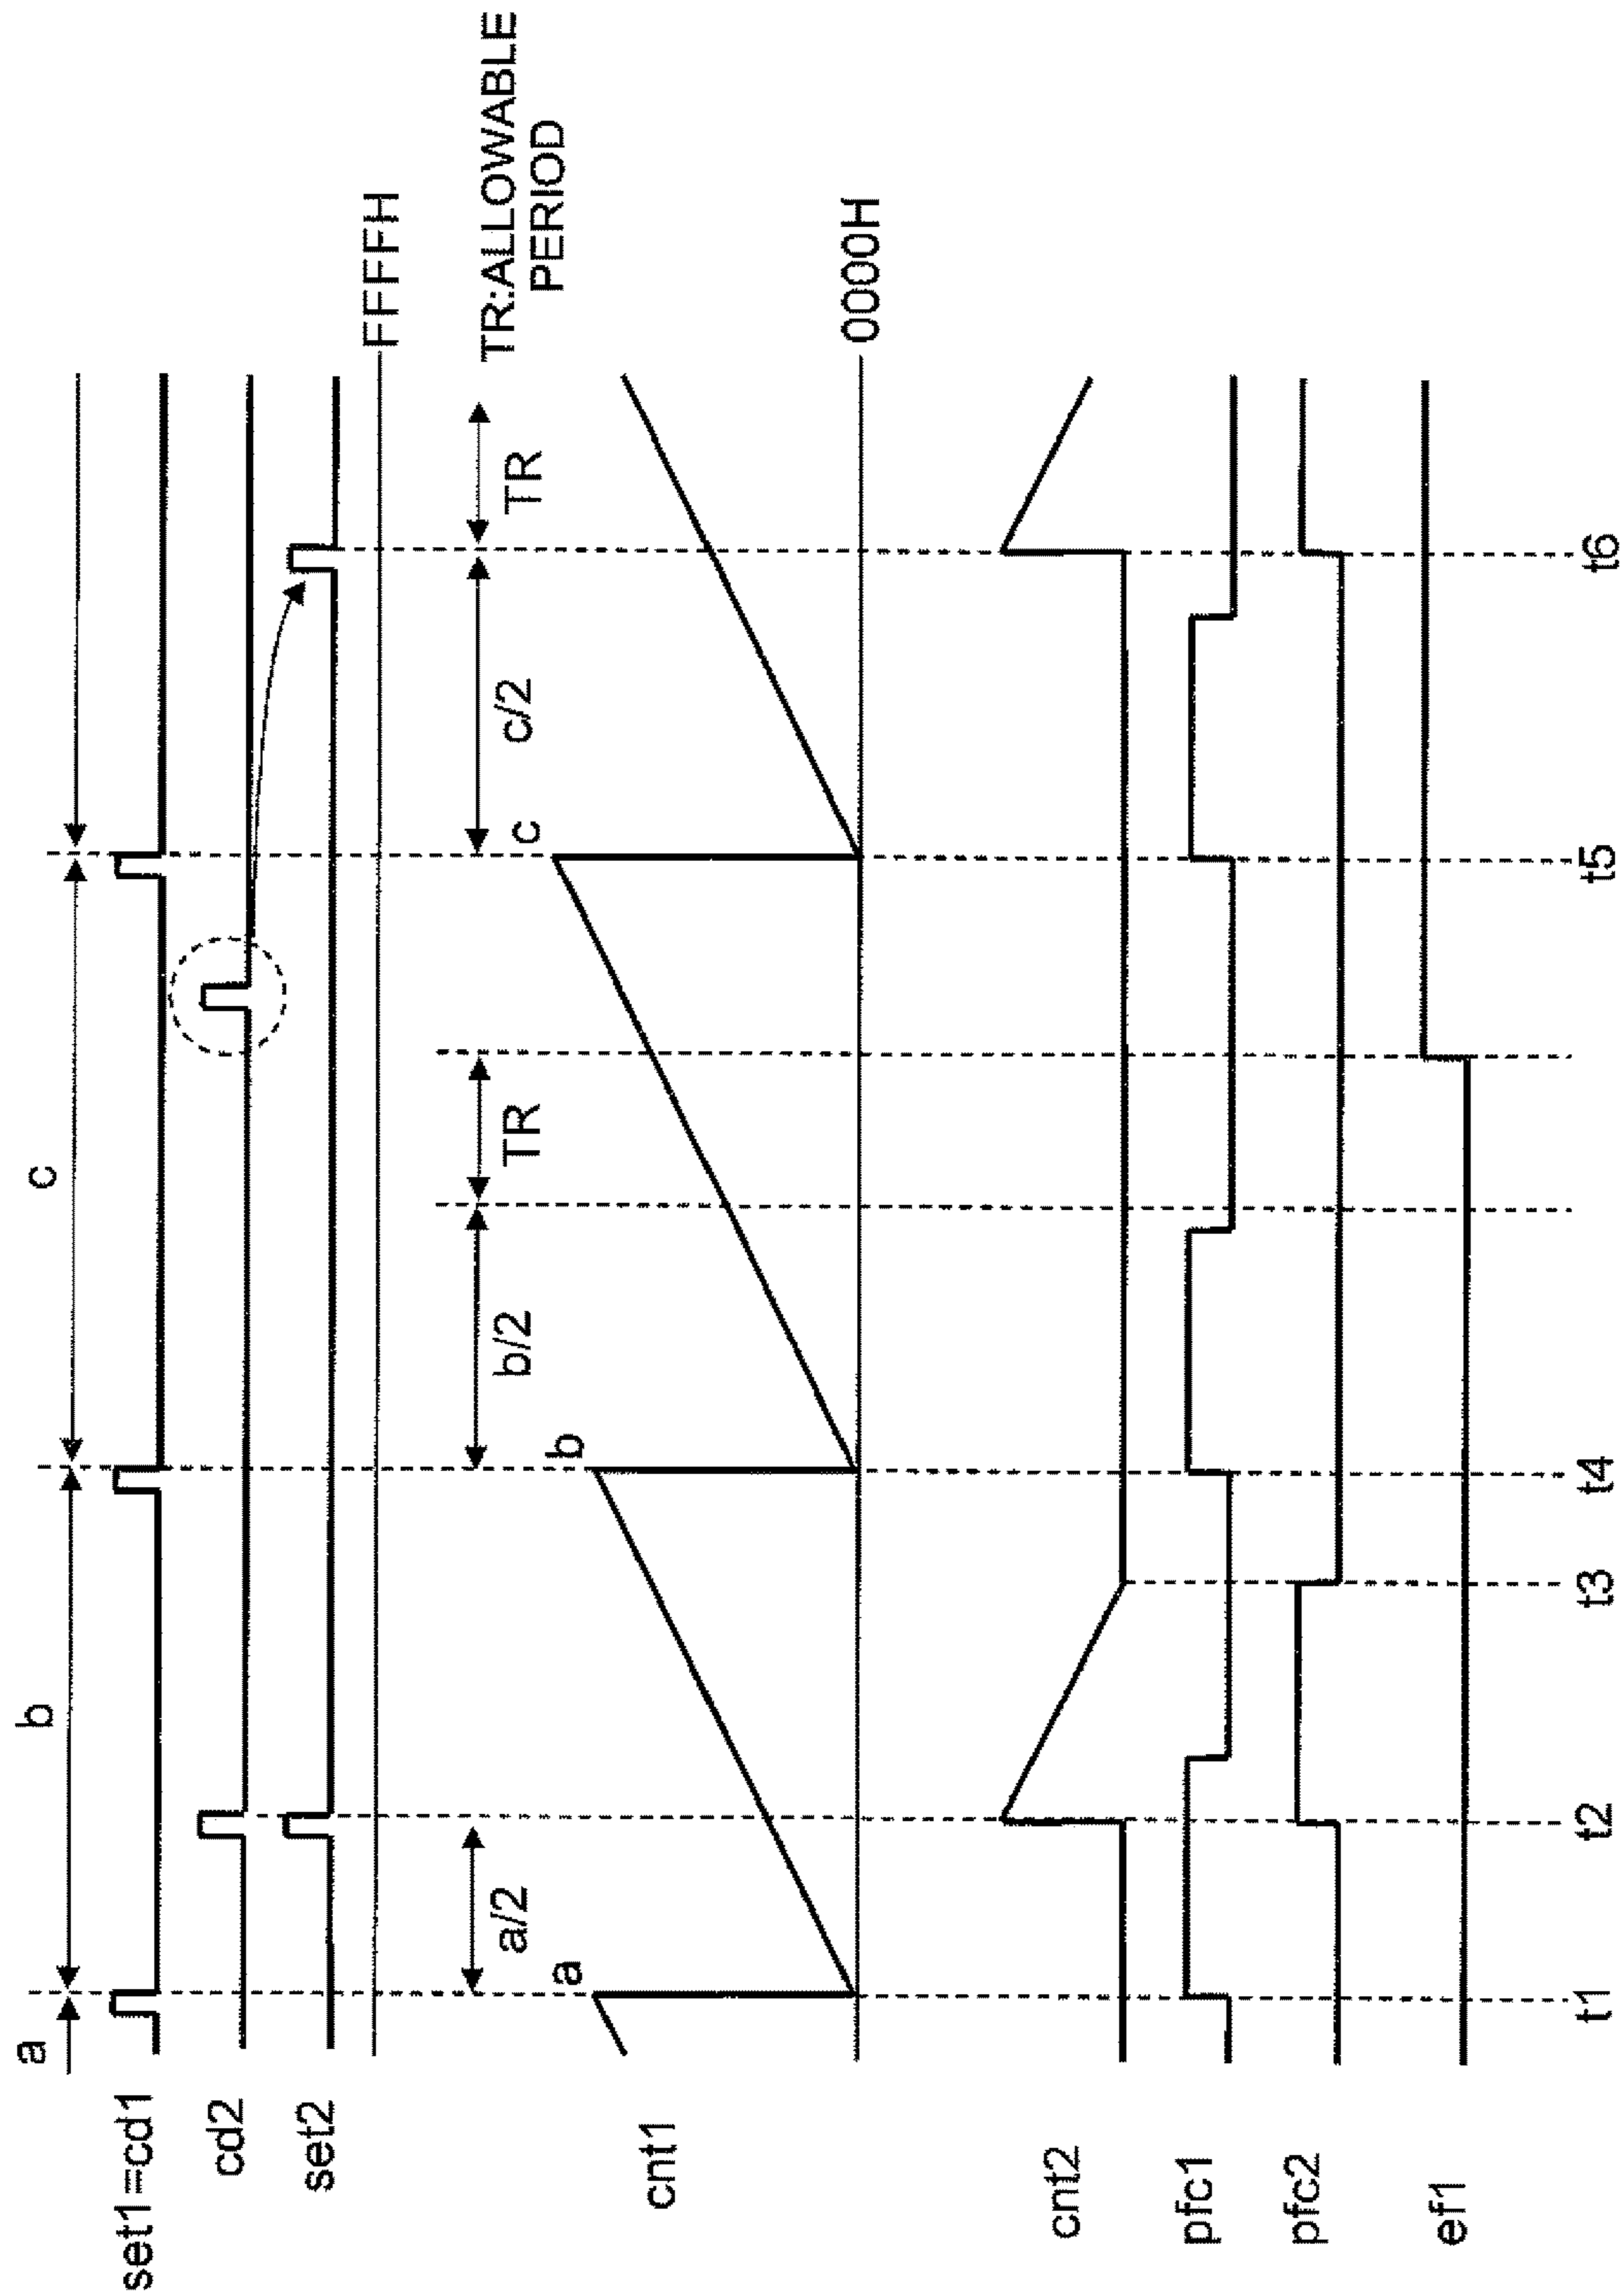 a
b
c
set1=cd1
cd2
set2
FFFFH
a/2
b/2
TR
c/2
TR
TR:ALLOWABLE
PERIOD
a
b
c
cnt1
0000H
cnt2
pfc1
pfc2
ef1
t1
t2
t3
t4
t5
t6